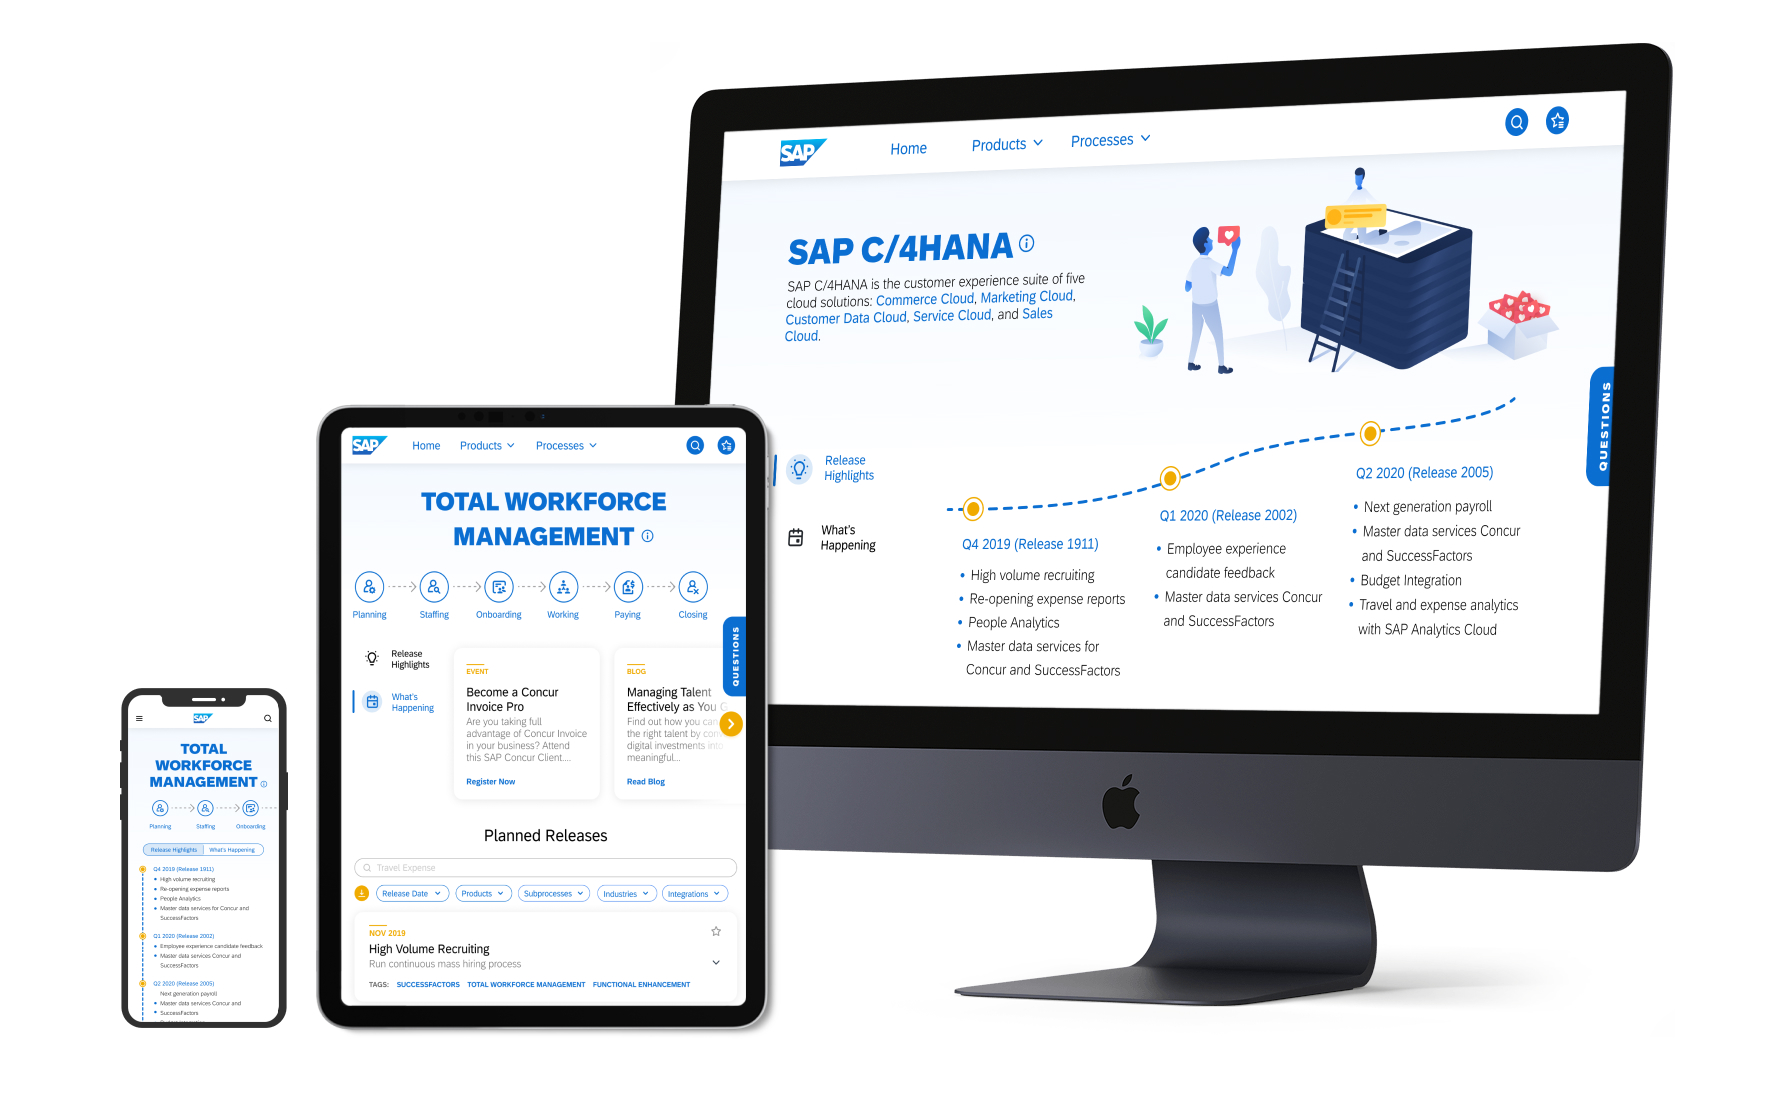 SAP
Home
Products
Processes
SAP C/4HANA
SAP C/4HANA is the customer experience suite of five
cloud solutions: Commerce Cloud, Marketing Cloud,
Customer Data Cloud, Service Cloud, and Sales
Cloud.
QUESTIONS
Release
Highlights
What's
Happening
Q4 2019 (Release 1911)
• High volume recruiting
• Re-opening expense reports
• People Analytics
• Master data services for
Concur and SuccessFactors
Q1 2020 (Release 2002)
• Employee experience
candidate feedback
• Master data services Concur
and SuccessFactors
Q2 2020 (Release 2005)
• Next generation payroll
• Master data services Concur
and SuccessFactors
• Budget Integration
• Travel and expense analytics
with SAP Analytics Cloud
SAP
Home
Products
Processes
TOTAL WORKFORCE
MANAGEMENT
Planning
Staffing
Onboarding
Working
Paying
Closing
QUESTIONS
Release
Highlights
What's
Happening
EVENT
Become a Concur
Invoice Pro
Are you taking full
advantage of Concur Invoice
in your business? Attend
this SAP Concur Client....
Register Now
BLOG
Managing Talent
Effectively as You G
Find out how you can
the right talent by conv
digital investments into
meaningful...
Read Blog
Planned Releases
Travel Expense
Release Date
Products
Subprocesses
Industries
Integrations
NOV 2019
High Volume Recruiting
Run continuous mass hiring process
TAGS: SUCCESSFACTORS TOTAL WORKFORCE MANAGEMENT FUNCTIONAL ENHANCEMENT
SAP
TOTAL
WORKFORCE
MANAGEMENT
Planning
Staffing
Onboarding
Release Highlights
What's Happening
Q4 2019 (Release 1911)
• High volume recruiting
• Re-opening expense reports
• People Analytics
• Master data services for Concur and
SuccessFactors
Q1 2020 (Release 2002)
• Employee experience candidate feedback
• Master data services Concur and
SuccessFactors
Q2 2020 (Release 2005)
Next generation payroll
• Master data services Concur and
• SuccessFactors